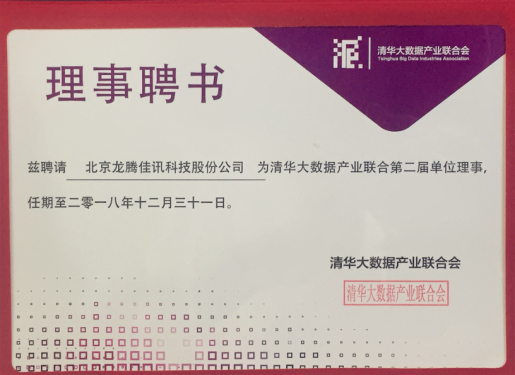 清华大数据产业联合会
Tsinghua Big Data Industries Association
理事聘书
兹聘请 北京龙腾佳讯科技股份公司 为清华大数据产业联合第二届单位理事,
任期至二零一八年十二月三十一日。
清华大数据产业联合会
清华大数据产业联合会